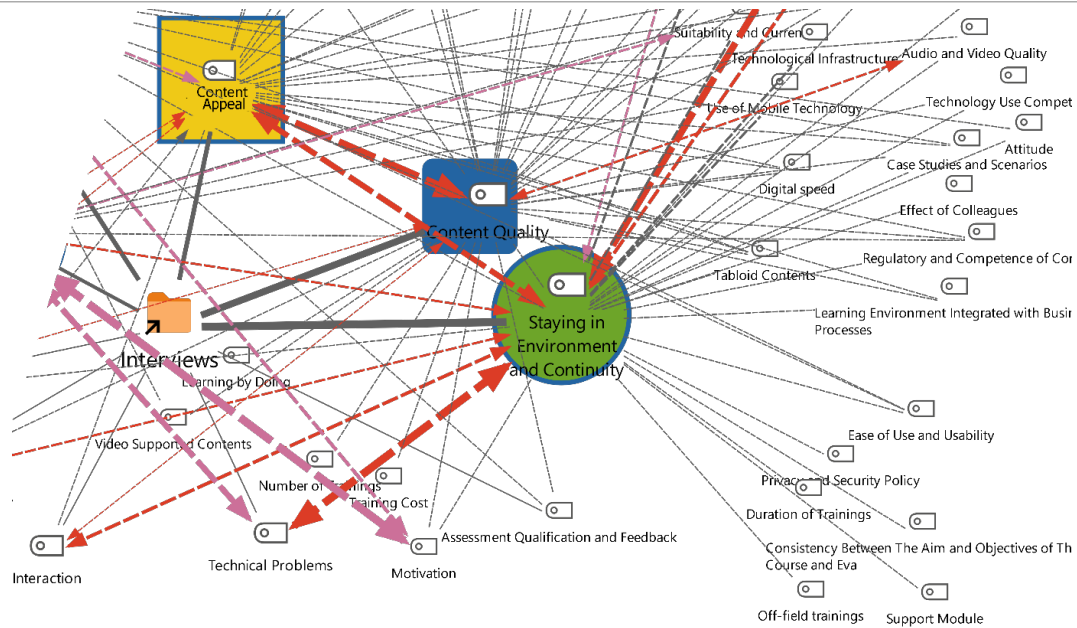 Suitability and Curren
Technological Infrastructure
Audio and Video Quality
Content
Appeal
Technology Use Compet
Use of Mobile Technology
Attitude
Case Studies and Scenarios
Digital speed
Effect of Colleagues
Content Quality
Regulatory and Competence of Cor
Tabloid Contents
Learning Environment Integrated with Busir
Processes
Staying in
Environment
and Continuity
Interviews
Learning by Doing
Ease of Use and Usability
Video Supported Contents
Privacy and Security Policy
Number of Trainings
Training Cost
Duration of Trainings
Assessment Qualification and Feedback
Consistency Between The Aim and Objectives of Th
Course and Eva
Technical Problems
Motivation
Interaction
Off-field trainings
Support Module